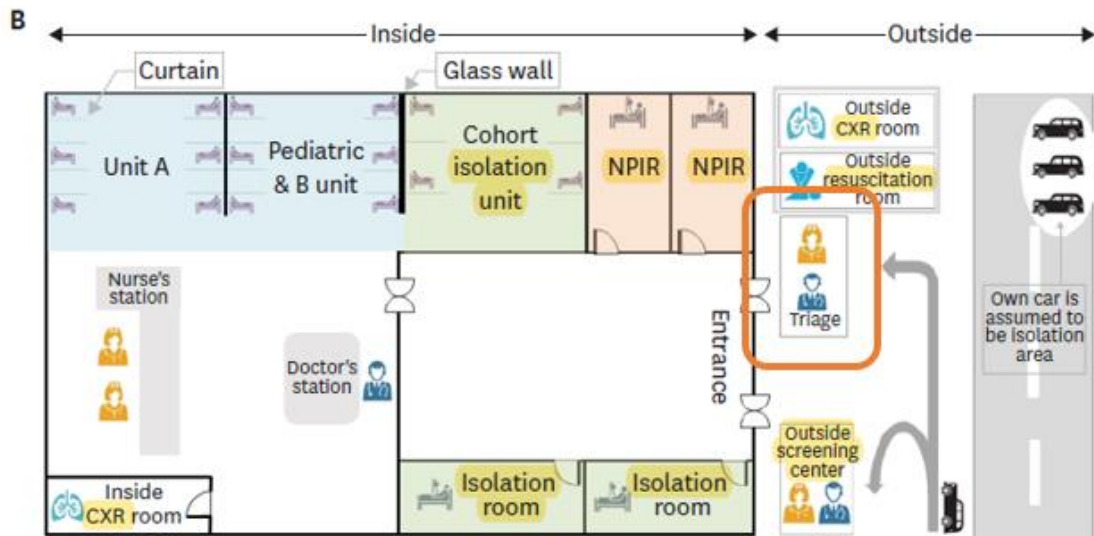 B
Inside
Outside
Curtain
Glass wall
Unit A
Pediatric
& B unit
Cohort
isolation
unit
NPIR
NPIR
Outside
CXR room
Outside
resuscitation
room
Nurse's
station
Doctor's
station
Entrance
Triage
Own car is
assumed to
be isolation
area
Inside
CXR room
Isolation
room
Isolation
room
Outside
screening
center